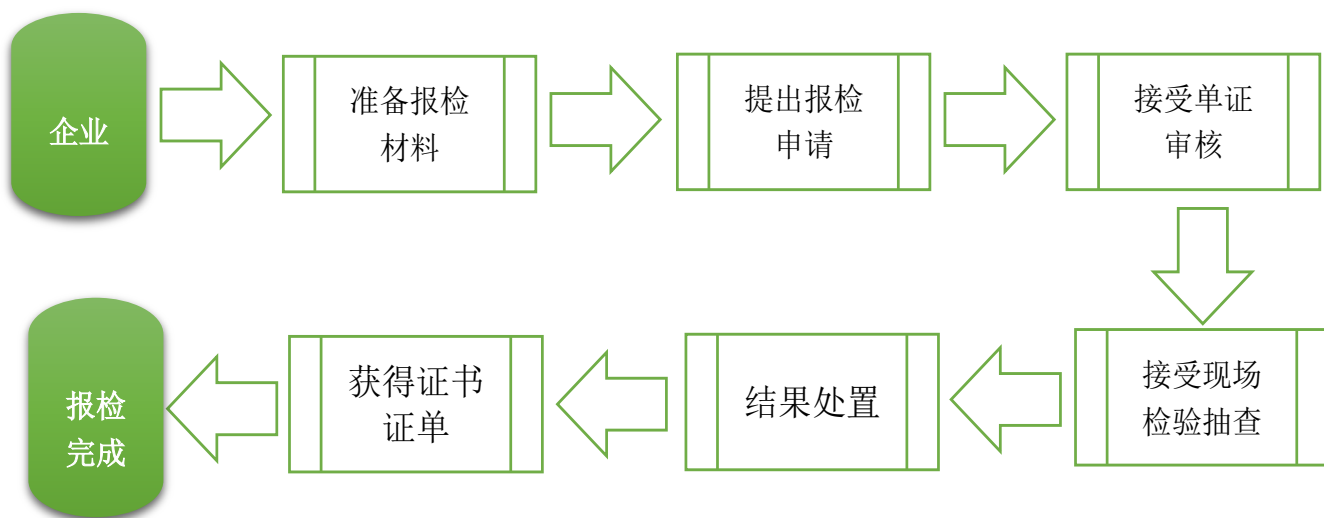 企业
准备报检
材料
提出报检
申请
接受单证
审核
接受现场
检验抽查
结果处置
获得证书
证单
报检
完成